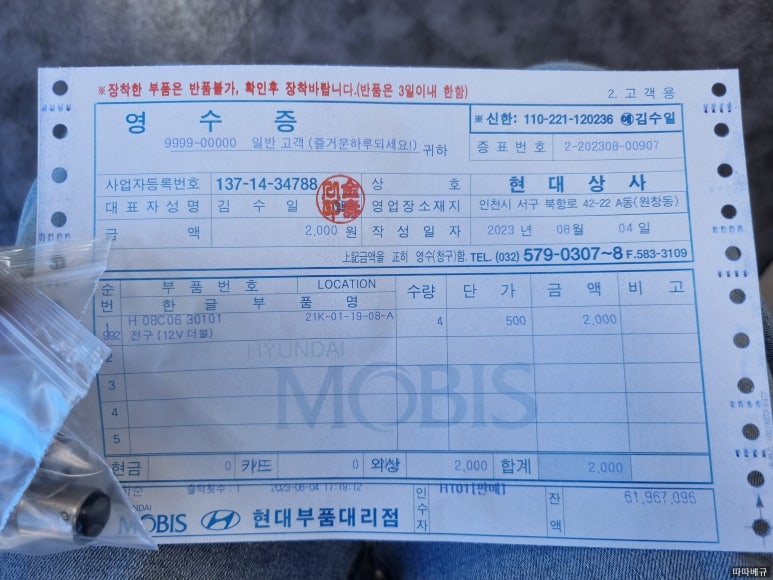 ※장착한 부품은 반품불가, 확인후 장착바랍니다.(반품은 3일이내 한함)
2. 고객용
영 수 증
※신한: 110-221-120236 예김수일
9999-00000 일반 고객 (즐거운하루되세요!) 귀하
증표번호 2-202308-00907
사업자등록번호 137-14-34788 상 호 현대상사
대표자성명 김 수 일 영업장소재지 인천시 서구 북항로 42-22 A동(원창동)
금 액 2,000 원 작성일자 2023 년 08월 04 일
上記금액을 正히 영수(청구)함. TEL. (032) 579-0307~8 F.583-3109
순번 부품번호 LOCATION 수량 단가 금액 비고
한글부품명
1 H 08C06 30101 21K-01-19-08-A 4 500 2,000
992 전구 (12V 더블)
2
HYUNDAI
MOBIS
3
4
5
현금 0 카드 0 외상 2,000 합계 2,000
출력횟수 : 1 2023-08-04 17:19:12
인수자 HT01[판매] 잔액 61,967,096
MOBIS 현대부품대리점
따따베규